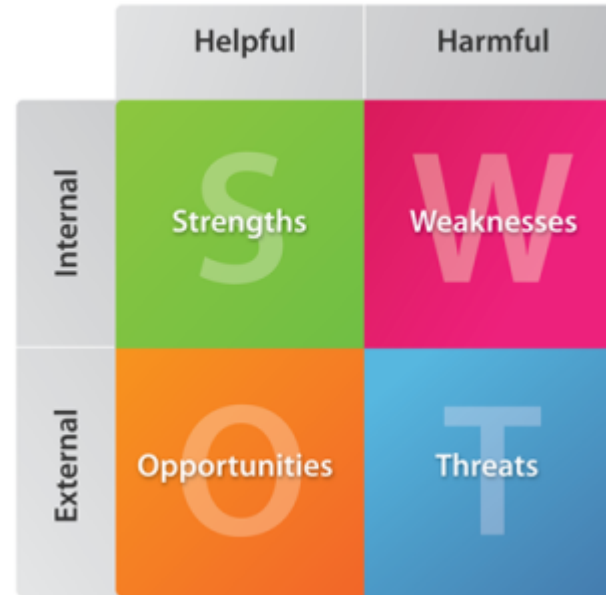 Helpful
Harmful
Internal
S
Strengths
W
Weaknesses
External
O
Opportunities
T
Threats